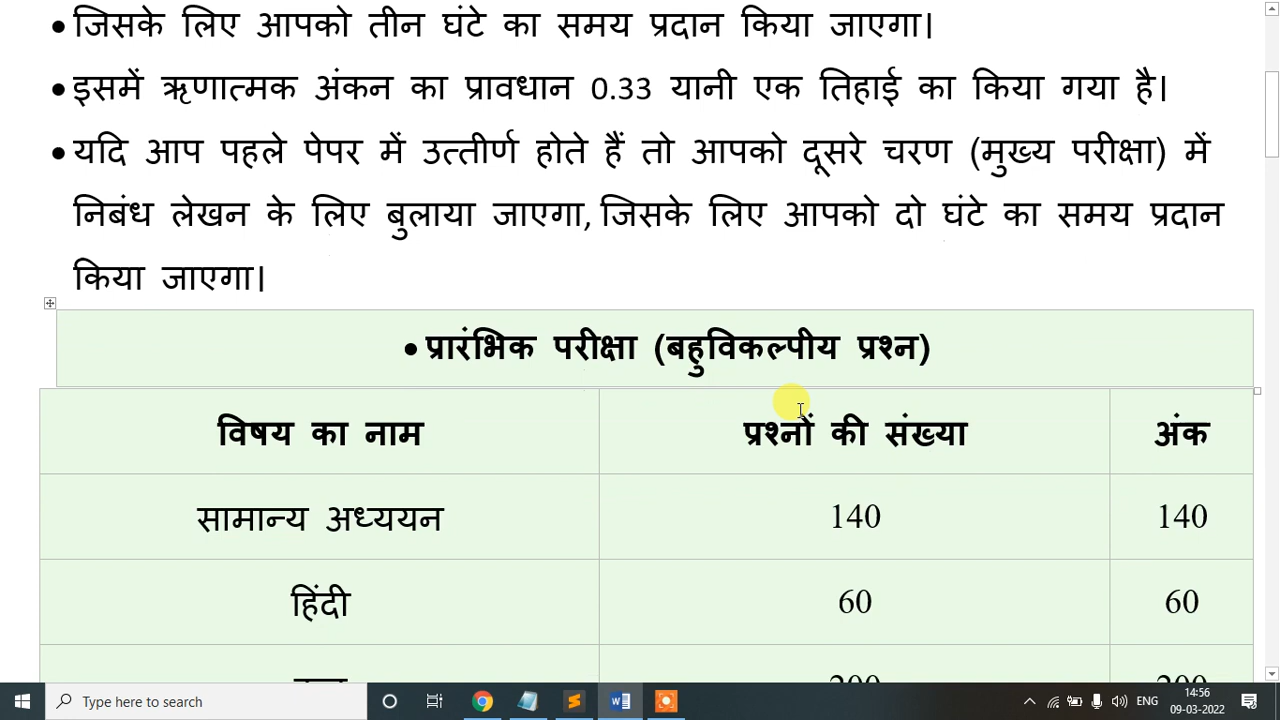 • जिसके लिए आपको तीन घंटे का समय प्रदान किया जाएगा।
• इसमें ऋणात्मक अंकन का प्रावधान 0.33 यानी एक तिहाई का किया गया है।
• यदि आप पहले पेपर में उत्तीर्ण होते हैं तो आपको दूसरे चरण (मुख्य परीक्षा) में
निबंध लेखन के लिए बुलाया जाएगा, जिसके लिए आपको दो घंटे का समय प्रदान
किया जाएगा।
• प्रारंभिक परीक्षा (बहुविकल्पीय प्रश्न)
विषय का नाम प्रश्नों की संख्या अंक
सामान्य अध्ययन 140 140
हिंदी 60 60
200 200
Type here to search ENG 14:56
09-03-2022